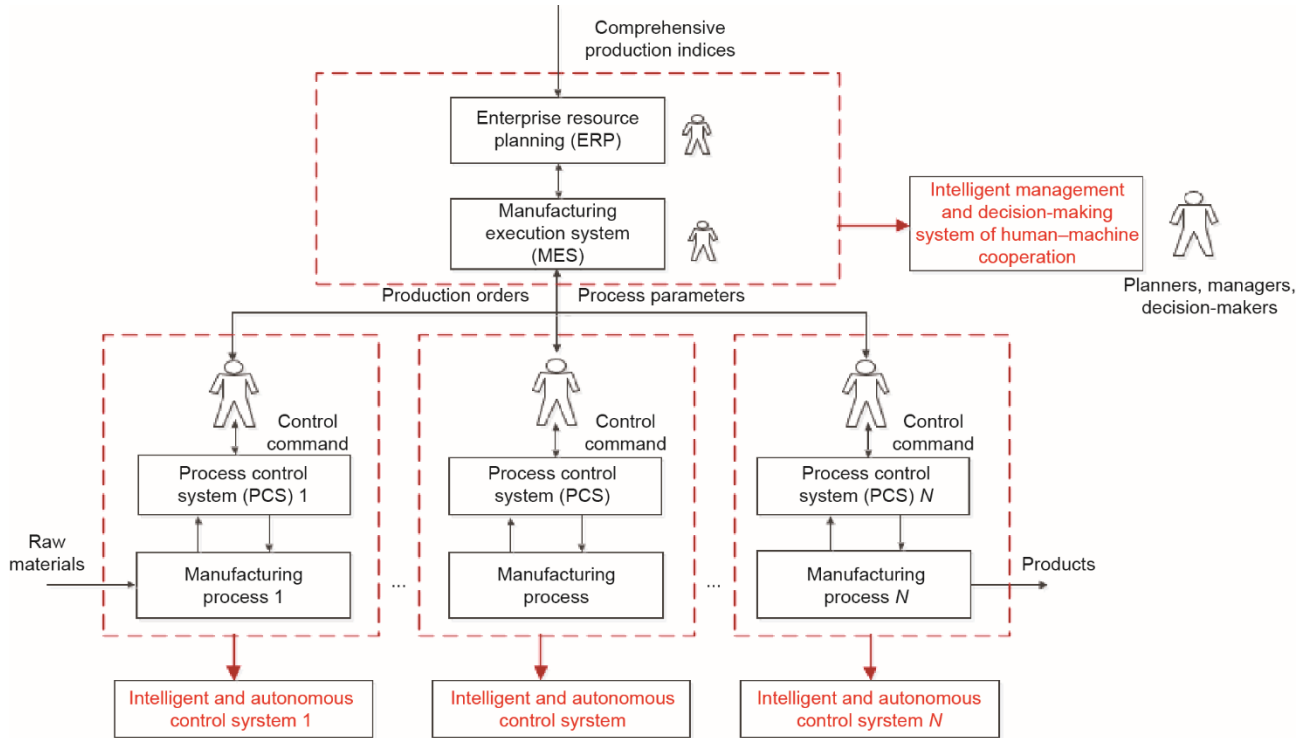 Comprehensive
production indices
Enterprise resource
planning (ERP)
Manufacturing
execution system
(MES)
Intelligent management
and decision-making
system of human–machine
cooperation
Planners, managers,
decision-makers
Production orders
Process parameters
Control
command
Control
command
Control
command
Process control
system (PCS) 1
Process control
system (PCS)
Process control
system (PCS) N
Raw
materials
Manufacturing
process 1
...
Manufacturing
process
...
Manufacturing
process N
Products
Intelligent and autonomous
control syrstem 1
Intelligent and autonomous
control syrstem
Intelligent and autonomous
control syrstem N